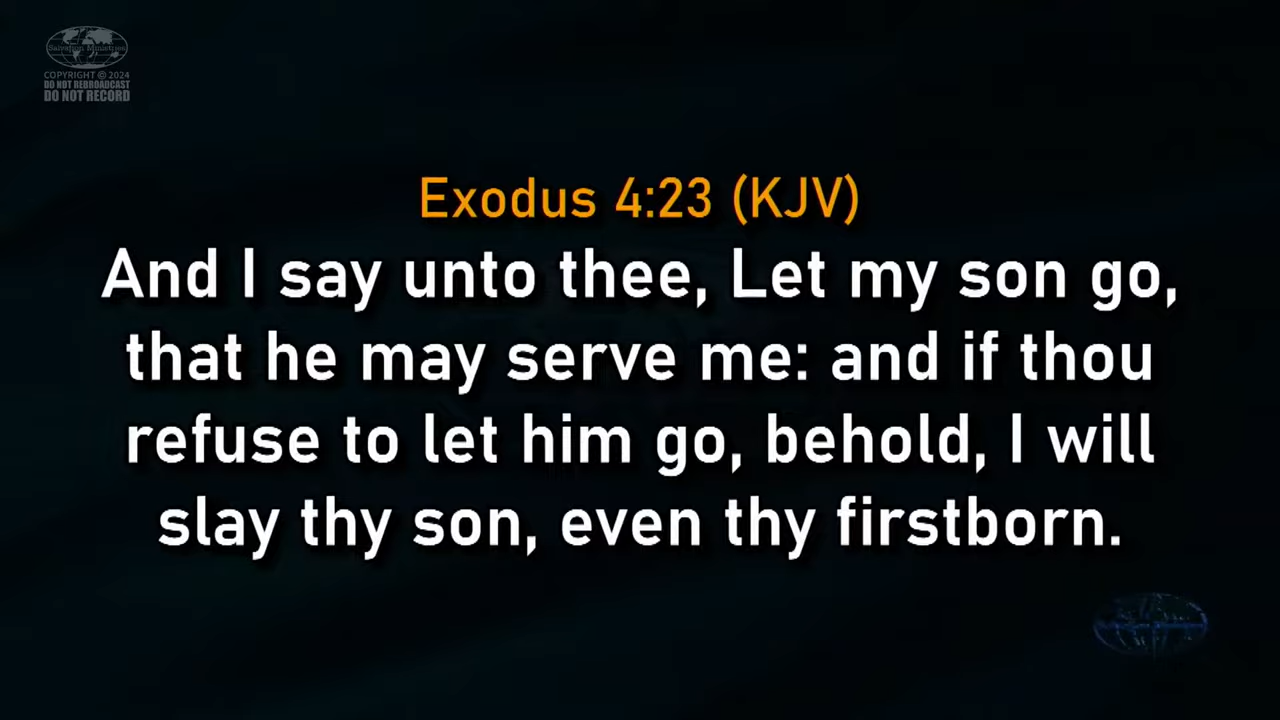 Salvation Ministries
COPYRIGHT © 2024
DO NOT REBROADCAST
DO NOT RECORD
Exodus 4:23 (KJV)
And I say unto thee, Let my son go,
that he may serve me: and if thou
refuse to let him go, behold, I will
slay thy son, even thy firstborn.